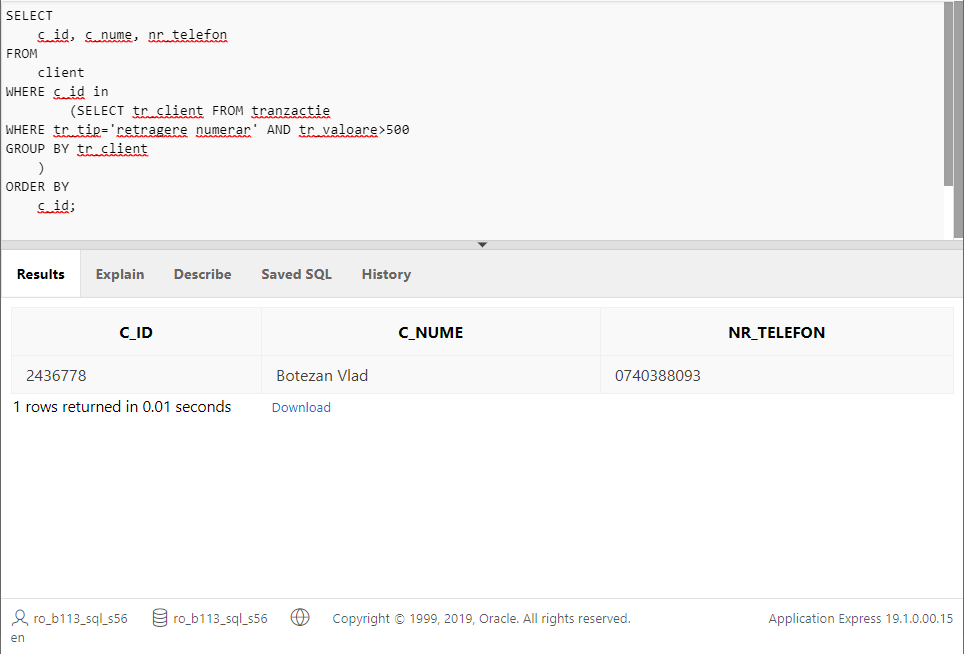 SELECT
c_id, c_nume, nr_telefon
FROM
client
WHERE c_id in
(SELECT tr_client FROM tranzactie
WHERE tr_tip='retragere numerar' AND tr_valoare>500
GROUP BY tr_client
)
ORDER BY
c_id;
Results Explain Describe Saved SQL History
C_ID C_NUME NR_TELEFON
2436778 Botezan Vlad 0740388093
1 rows returned in 0.01 seconds Download
ro_b113_sql_s56 ro_b113_sql_s56 Copyright © 1999, 2019, Oracle. All rights reserved. Application Express 19.1.0.00.15
en